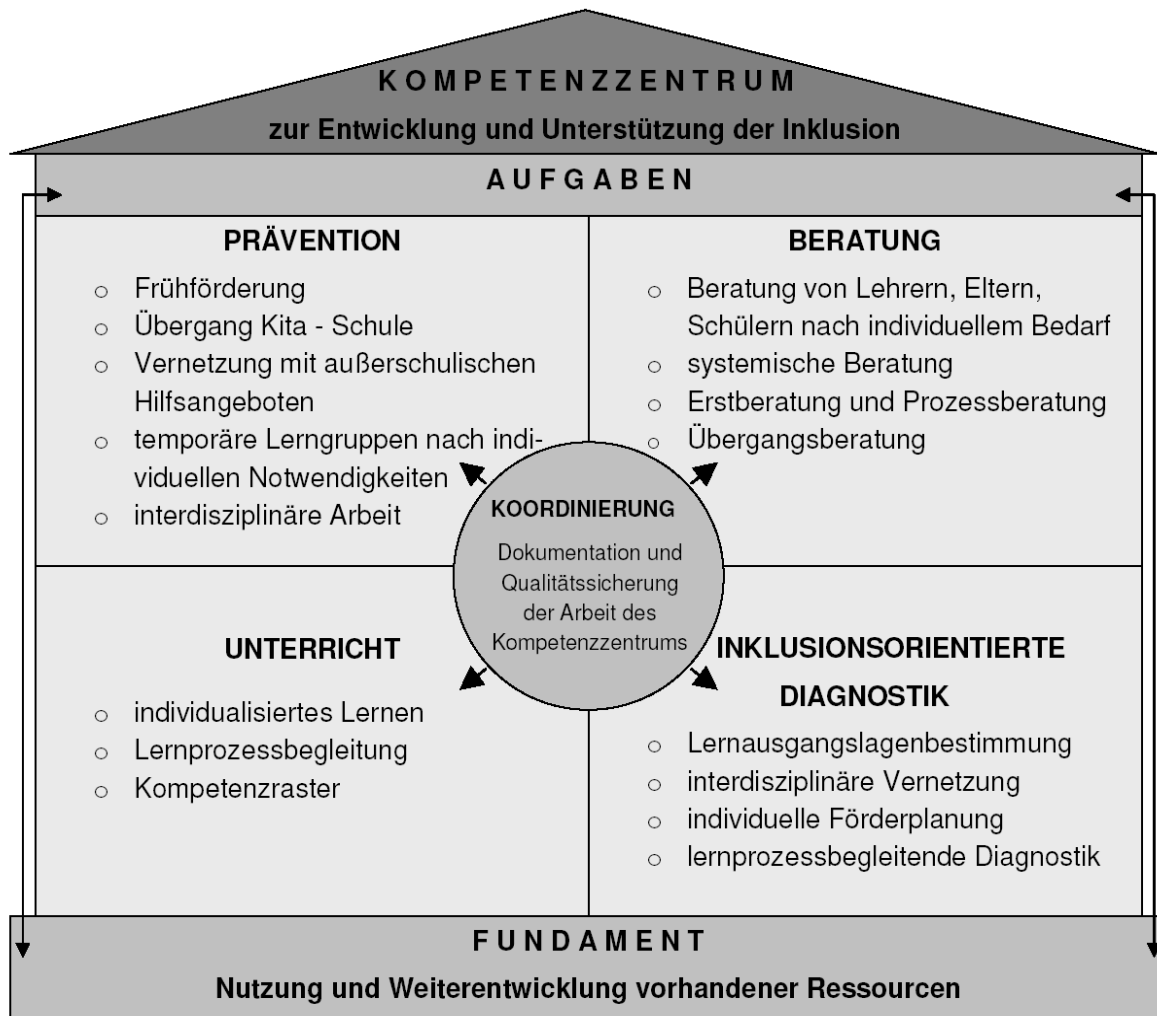 KOMPETENZZENTRUM
zur Entwicklung und Unterstützung der Inklusion
AUFGABEN
PRÄVENTION
o Frühförderung
o Übergang Kita - Schule
o Vernetzung mit außerschulischen
Hilfsangeboten
o temporäre Lerngruppen nach indi-
viduellen Notwendigkeiten
o interdisziplinäre Arbeit
BERATUNG
o Beratung von Lehrern, Eltern,
Schülern nach individuellem Bedarf
o systemische Beratung
o Erstberatung und Prozessberatung
o Übergangsberatung
KOORDINIERUNG
Dokumentation und
Qualitätssicherung
der Arbeit des
Kompetenzzentrums
UNTERRICHT
o individualisiertes Lernen
o Lernprozessbegleitung
o Kompetenzraster
INKLUSIONSORIENTIERTE
DIAGNOSTIK
o Lernausgangslagenbestimmung
o interdisziplinäre Vernetzung
o individuelle Förderplanung
o lernprozessbegleitende Diagnostik
FUNDAMENT
Nutzung und Weiterentwicklung vorhandener Ressourcen